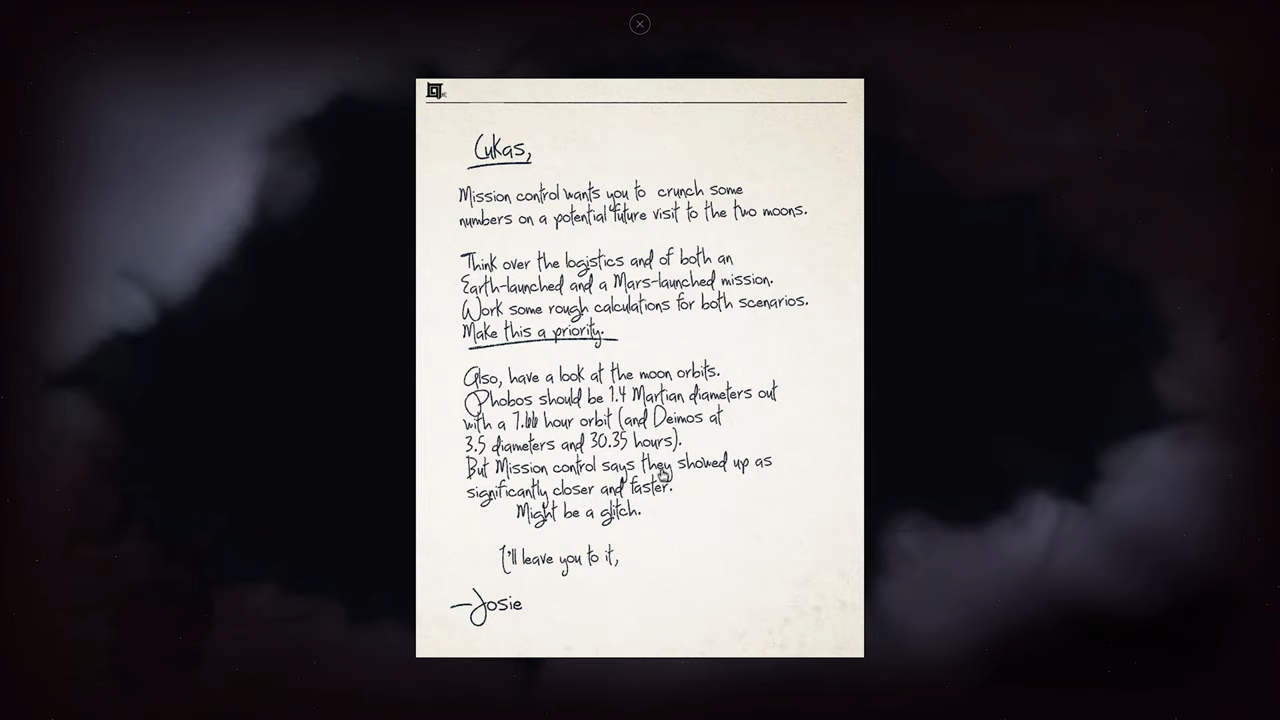 Lukas,
Mission control wants you to crunch some
numbers on a potential future visit to the two moons.
Think over the logistics and of both an
Earth-launched and a Mars-launched mission.
Work some rough calculations for both scenarios.
Make this a priority.
Also, have a look at the moon orbits.
Phobos should be 1.4 Martian diameters out
with a 7.66 hour orbit (and Deimos at
3.5 diameters and 30.35 hours).
But Mission control says they showed up as
significantly closer and faster.
Might be a glitch.
I'll leave you to it,
—Josie